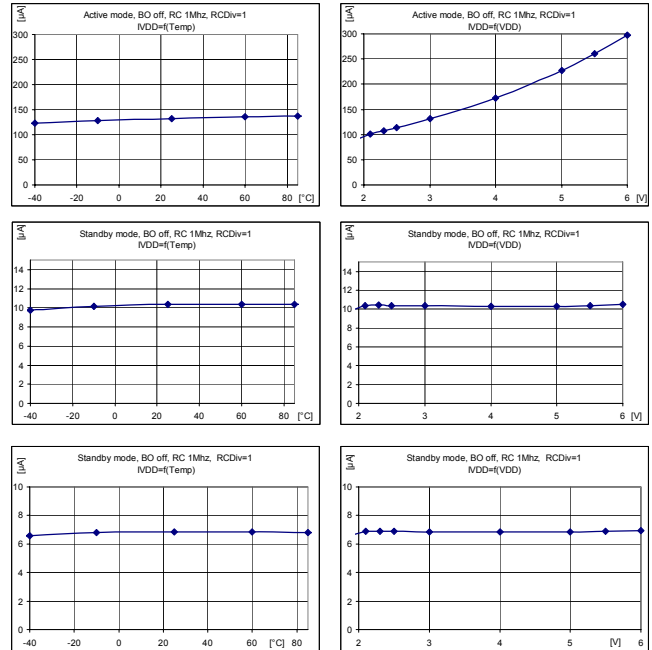 [µA]
Active mode, BO off, RC 1Mhz, RCDiv=1
IVDD=f(Temp)
300
250
200
150
100
50
0
-40 -20 0 20 40 60 80 [°C]
[µA]
Active mode, BO off, RC 1Mhz, RCDiv=1
IVDD=f(VDD)
300
250
200
150
100
50
0
2 3 4 5 6 [V]
[µA]
Standby mode, BO off, RC 1Mhz, RCDiv=1
IVDD=f(Temp)
14
12
10
8
6
4
2
0
-40 -20 0 20 40 60 80 [°C]
[µA]
Standby mode, BO off, RC 1Mhz, RCDiv=1
IVDD=f(VDD)
14
12
10
8
6
4
2
0
2 3 4 5 6 [V]
[µA]
Standby mode, BO off, RC 1Mhz, RCDiv=1
IVDD=f(Temp)
10
8
6
4
2
0
-40 -20 0 20 40 60 [°C] 80
[µA]
Standby mode, BO off, RC 1Mhz, RCDiv=1
IVDD=f(VDD)
10
8
6
4
2
0
2 3 4 5 [V] 6